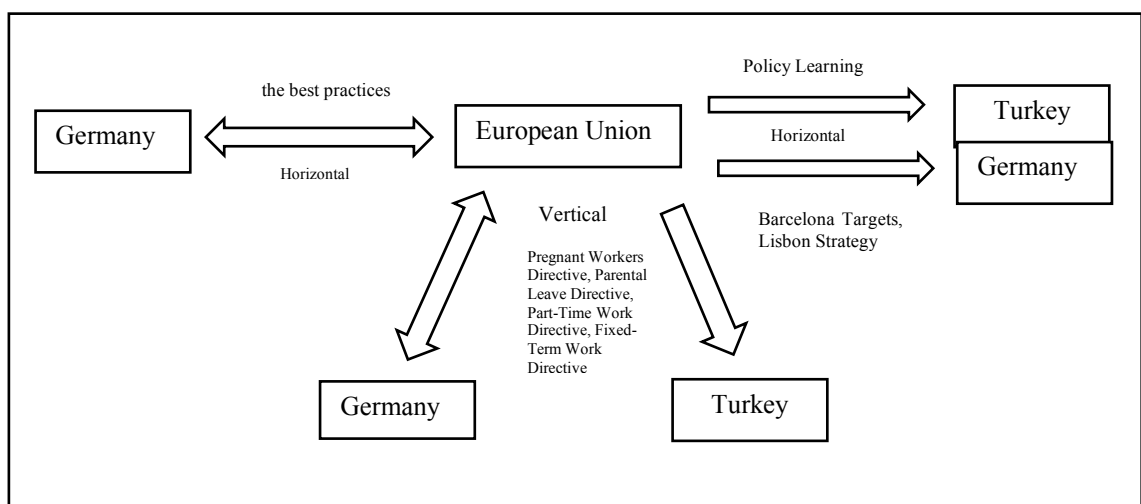 the best practices
Germany
Horizontal
European Union
Policy Learning
Horizontal
Turkey
Germany
Barcelona Targets,
Lisbon Strategy
Vertical
Pregnant Workers
Directive, Parental
Leave Directive,
Part-Time Work
Directive, Fixed-
Term Work
Directive
Germany
Turkey